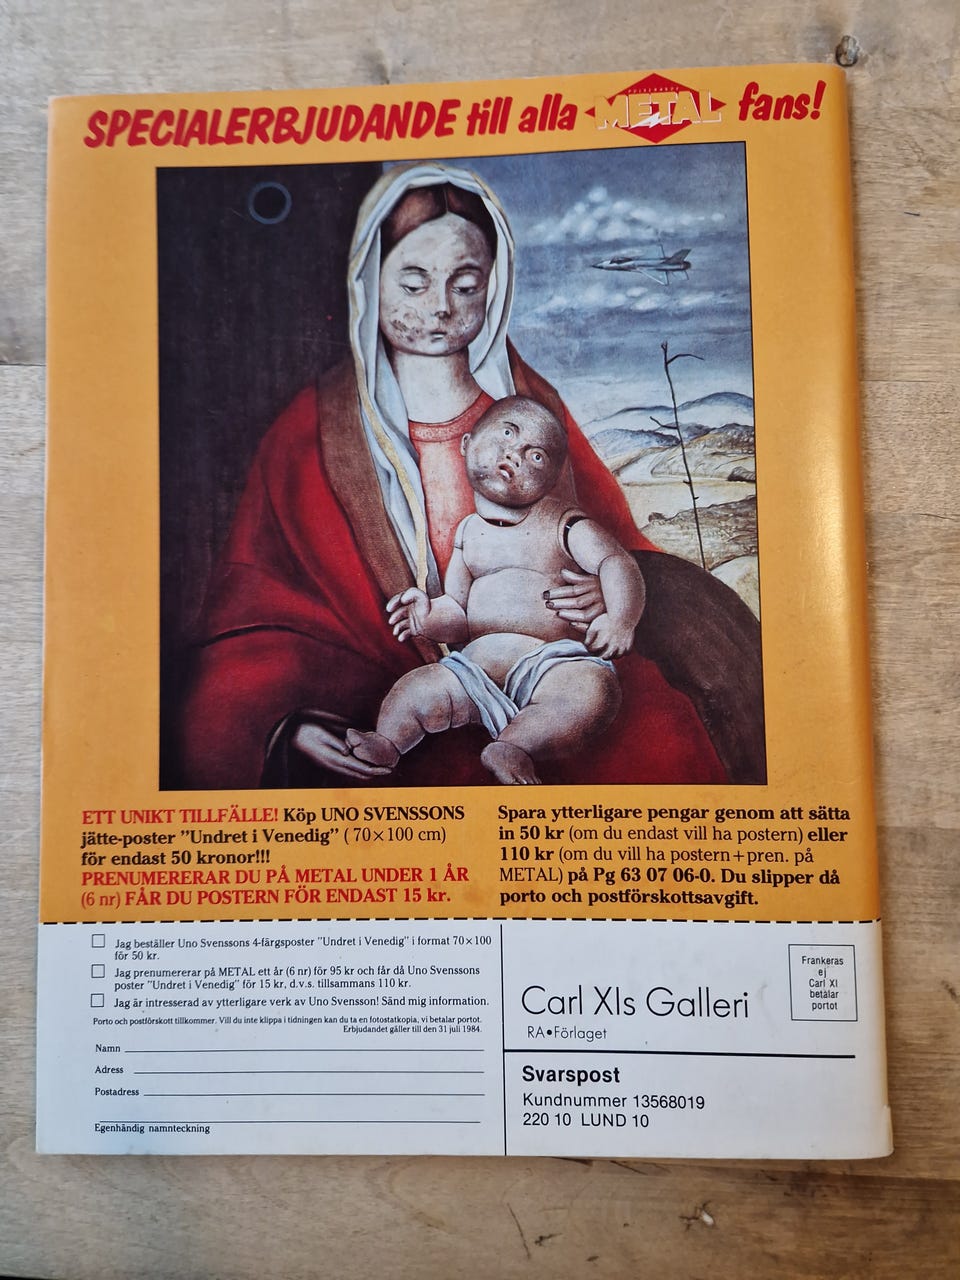 SPECIALERBJUDANDE till alla METAL fans!
ETT UNIKT TILLFÄLLE! Köp UNO SVENSSONS
jätte-poster ”Undret i Venedig” (70×100 cm)
för endast 50 kronor!!!
PRENUMERERAR DU PÅ METAL UNDER 1 ÅR
(6 nr) FÅR DU POSTERN FÖR ENDAST 15 kr.
Spara ytterligare pengar genom att sätta
in 50 kr (om du endast vill ha postern) eller
110 kr (om du vill ha postern+pren. på
METAL) på Pg 63 07 06-0. Du slipper då
porto och postförskottsavgift.
Jag beställer Uno Svenssons 4-färgsposter ”Undret i Venedig” i format 70×100
för 50 kr.
Jag prenumererar på METAL ett år (6 nr) för 95 kr och får då Uno Svenssons
poster ”Undret i Venedig” för 15 kr, d.v.s. tillsammans 110 kr.
Jag är intresserad av ytterligare verk av Uno Svensson! Sänd mig information.
Porto och postförskott tillkommer. Vill du inte klippa i tidningen kan du ta en fotostatkopia, vi betalar portot.
Erbjudandet gäller till den 31 juli 1984.
Namn
Adress
Postadress
Egenhändig namnteckning
Carl XIs Galleri
RA•Förlaget
Frankeras
ej
Carl XI
betalar
portot
Svarspost
Kundnummer 13568019
220 10 LUND 10